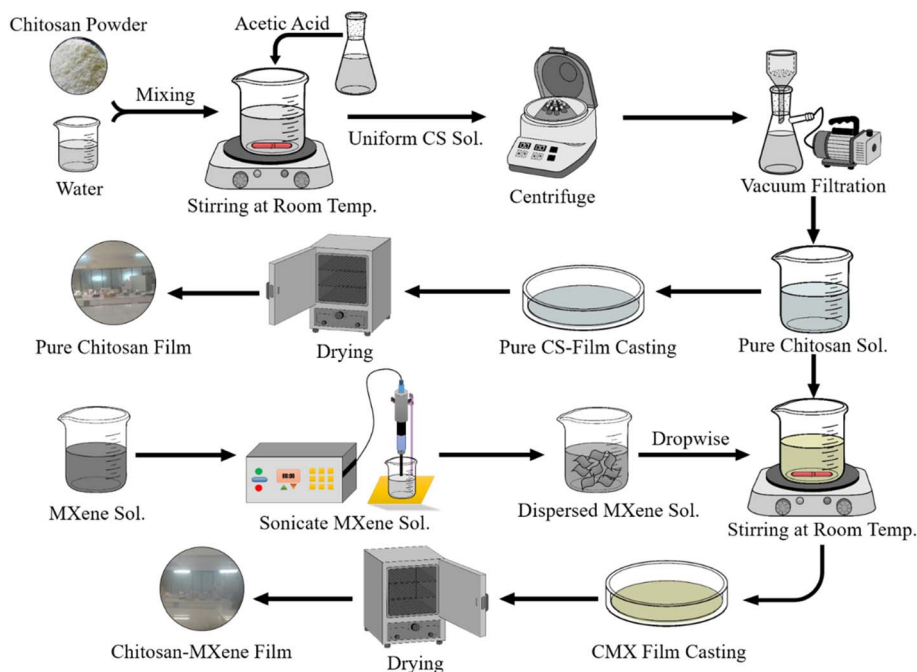 Chitosan Powder
Acetic Acid
Mixing
Water
Stirring at Room Temp.
Uniform CS Sol.
Centrifuge
Vacuum Filtration
Pure Chitosan Film
Drying
Pure CS-Film Casting
Pure Chitosan Sol.
MXene Sol.
Sonicate MXene Sol.
Dispersed MXene Sol.
Dropwise
Stirring at Room Temp.
Chitosan-MXene Film
Drying
CMX Film Casting